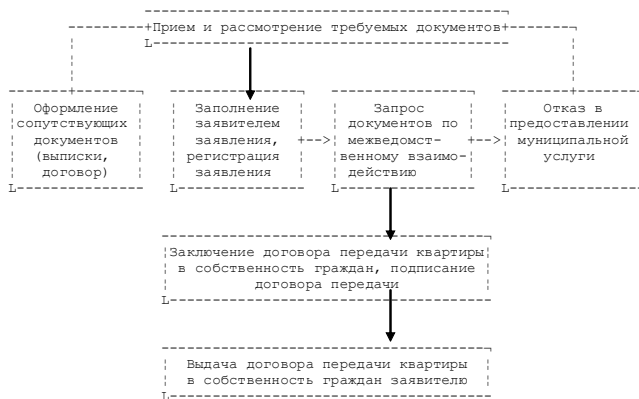 Прием и рассмотрение требуемых документов
Оформление
сопутствующих
документов
(выписки,
договор)
Заполнение
заявителем
заявления,
регистрация
заявления
Запрос
документов по
межведомст-
венному взаимо-
действию
Отказ в
предоставлении
муниципальной
услуги
Заключение договора передачи квартиры
в собственность граждан, подписание
договора передачи
Выдача договора передачи квартиры
в собственность граждан заявителю